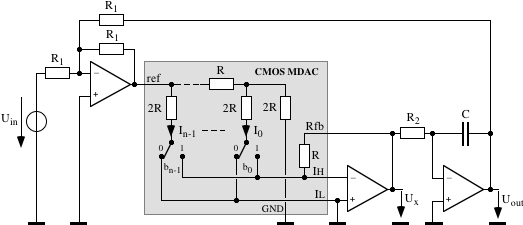 R1
R1
R1
ref
R
CMOS MDAC
2R
2R
2R
In-1
I0
Rfb
R2
C
Uin
0
1
0
1
R
bn-1
b0
IH
IL
GND
Ux
Uout